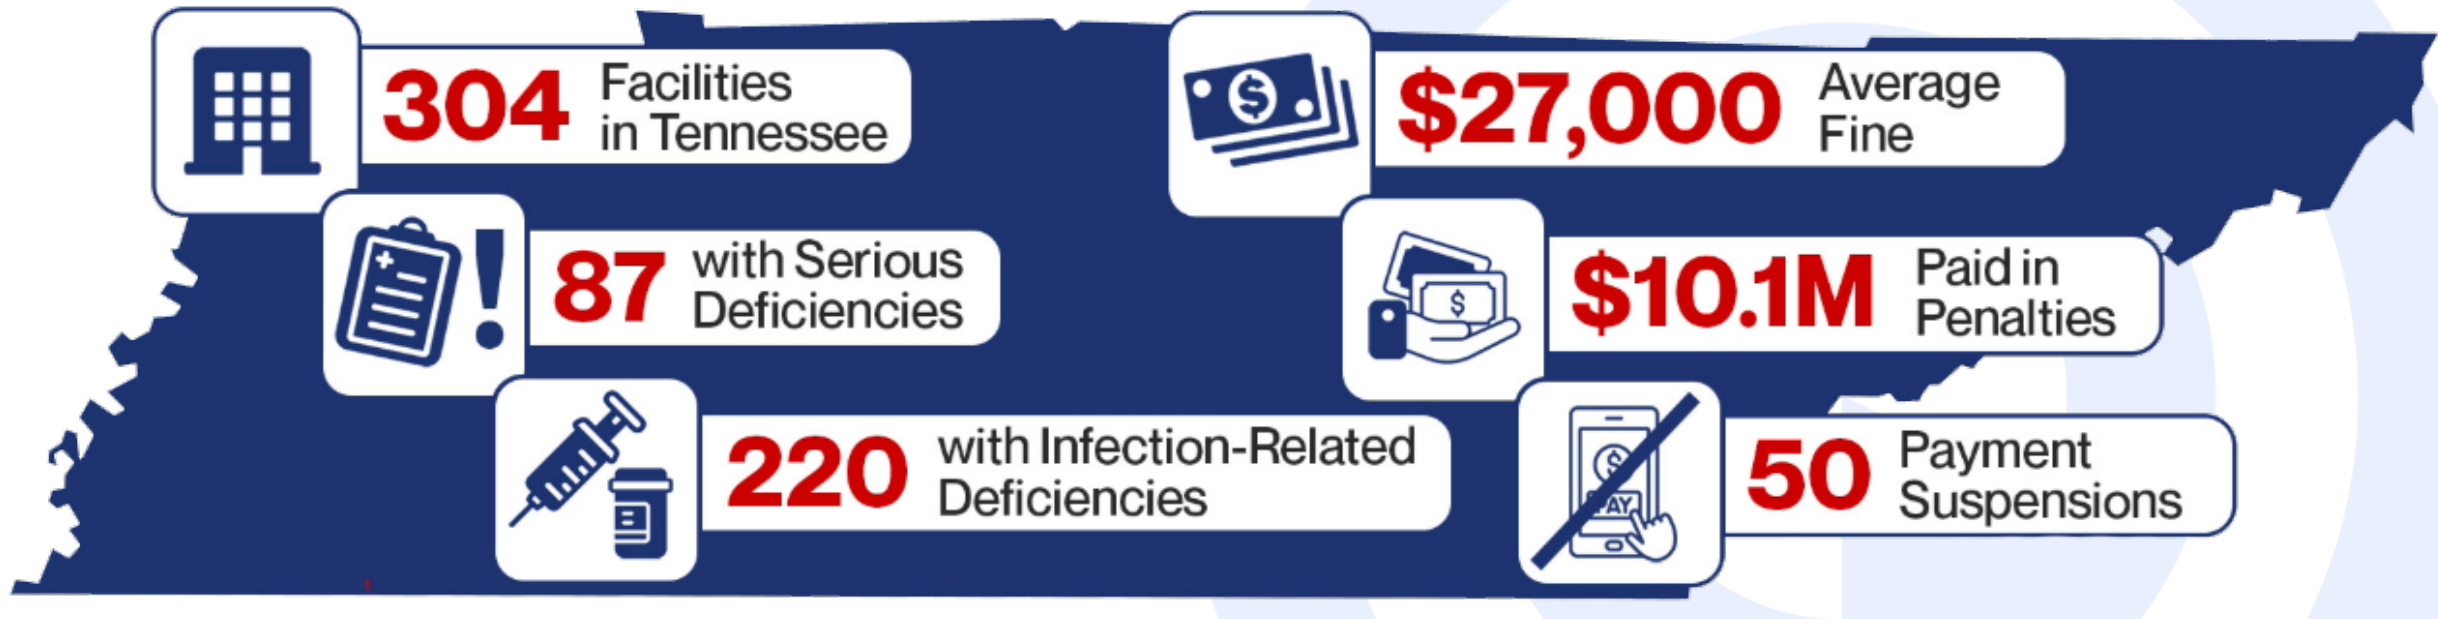 304
Facilities
in Tennessee
87
with Serious
Deficiencies
220
with Infection-Related
Deficiencies
$27,000
Average
Fine
$10.1M
Paid in
Penalties
50
Payment
Suspensions
$
$
$
PAY